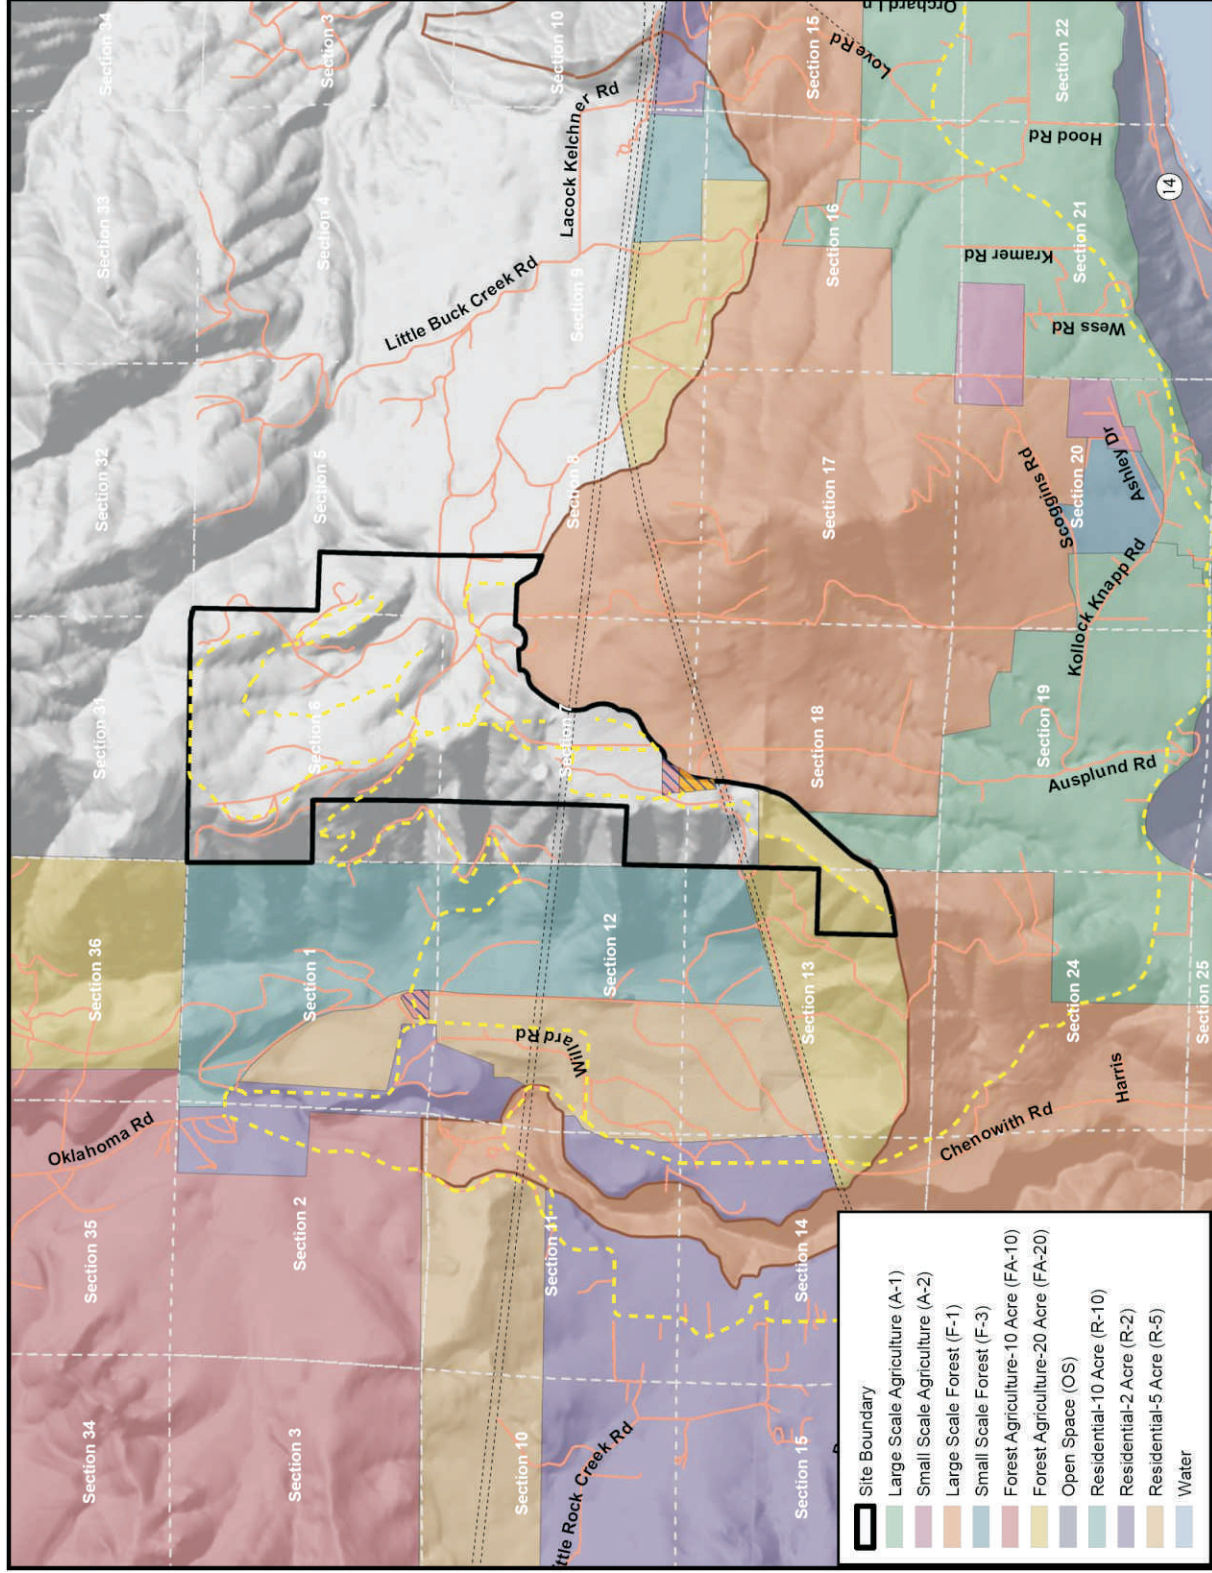 Section 34
Section 3
Section 10
Section 15
Love Rd
Orchard Ln
Section 22
Lacock Kelchner Rd
Hood Rd
14
Section 33
Section 4
Little Buck Creek Rd
Section 9
Section 16
Kramer Rd
Section 21
Wess Rd
Section 32
Section 5
Section 8
Section 17
Scoggins Rd
Section 20
Ashley Dr
Kollock Knapp Rd
Section 31
Section 6
Section 7
Section 18
Section 19
Ausplund Rd
Section 36
Section 1
Section 12
Section 13
Section 24
Section 25
Willard Rd
Oklahoma Rd
Chenowith Rd
Harris
Section 35
Section 2
Section 11
Section 14
Section 34
Section 3
Section 10
Section 15
ttle Rock Creek Rd
Site Boundary
Large Scale Agriculture (A-1)
Small Scale Agriculture (A-2)
Large Scale Forest (F-1)
Small Scale Forest (F-3)
Forest Agriculture-10 Acre (FA-10)
Forest Agriculture-20 Acre (FA-20)
Open Space (OS)
Residential-10 Acre (R-10)
Residential-2 Acre (R-2)
Residential-5 Acre (R-5)
Water